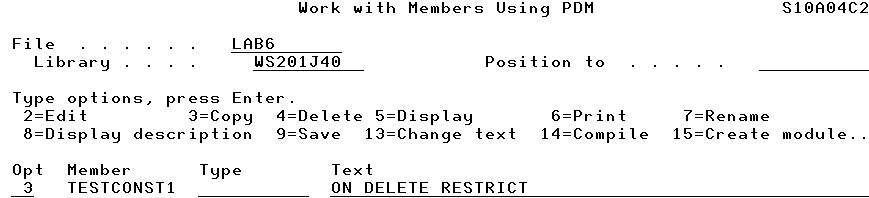 Work with Members Using PDM S10A04C2
File . . . . . . LAB6
Library . . . . WS201J40 Position to . . . . .
Type options, press Enter.
2=Edit 3=Copy 4=Delete 5=Display 6=Print 7=Rename
8=Display description 9=Save 13=Change text 14=Compile 15=Create module..
Opt Member Type Text
3 TESTCONST1 ON DELETE RESTRICT